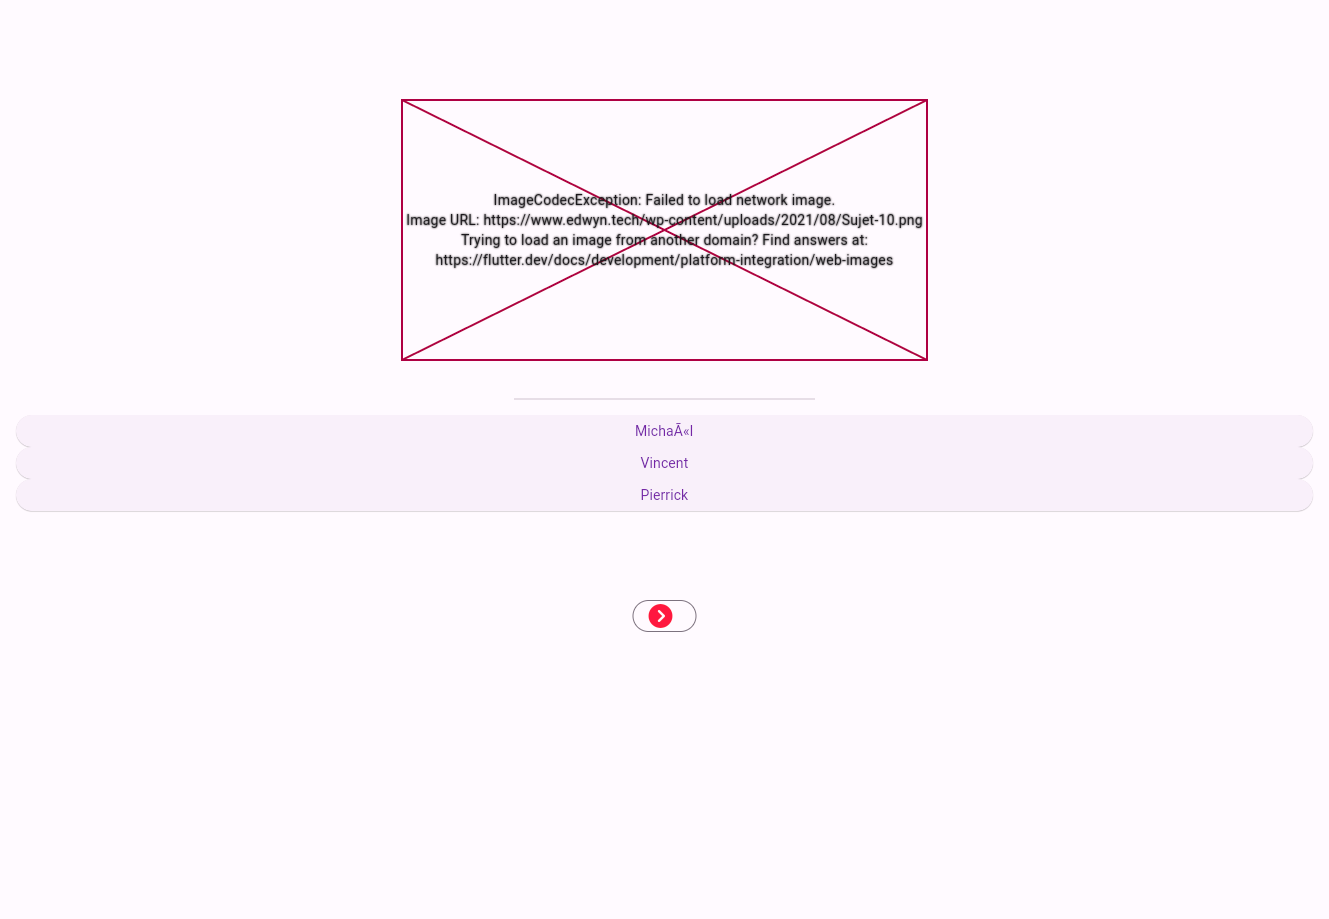 ImageCodecException: Failed to load network image.
Image URL: https://www.edwyn.tech/wp-content/uploads/2021/08/Sujet-10.png
Trying to load an image from another domain? Find answers at:
https://flutter.dev/docs/development/platform-integration/web-images
MichaÃ«l
Vincent
Pierrick